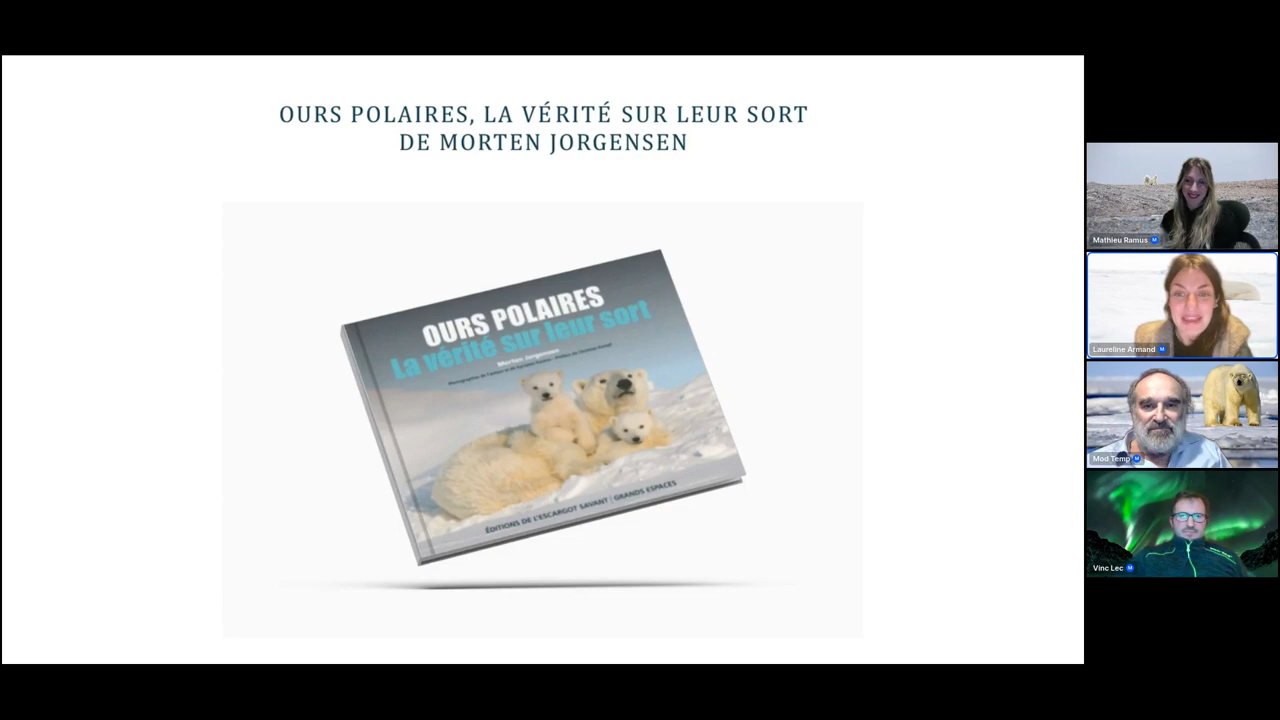 OURS POLAIRES, LA VÉRITÉ SUR LEUR SORT
DE MORTEN JORGENSEN
OURS POLAIRES
La vérité sur leur sort
Morten Jorgensen
ÉDITIONS DE L'ESCARGOT SAVANT | GRANDS ESPACES
Mathieu Ramus M
Laureline Armand M
Mod Temp M
Vinc Lec M